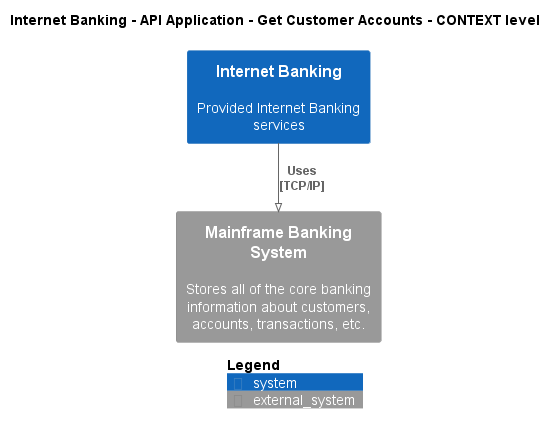 Internet Banking - API Application - Get Customer Accounts - CONTEXT level
Internet Banking
Provided Internet Banking
services
Uses
[TCP/IP]
Mainframe Banking
System
Stores all of the core banking
information about customers,
accounts, transactions, etc.
Legend
system
external_system